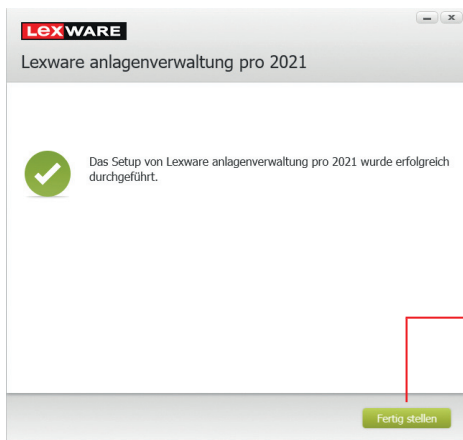 LEXWARE
Lexware anlagenverwaltung pro 2021
Das Setup von Lexware anlagenverwaltung pro 2021 wurde erfolgreich
durchgeführt.
Fertig stellen